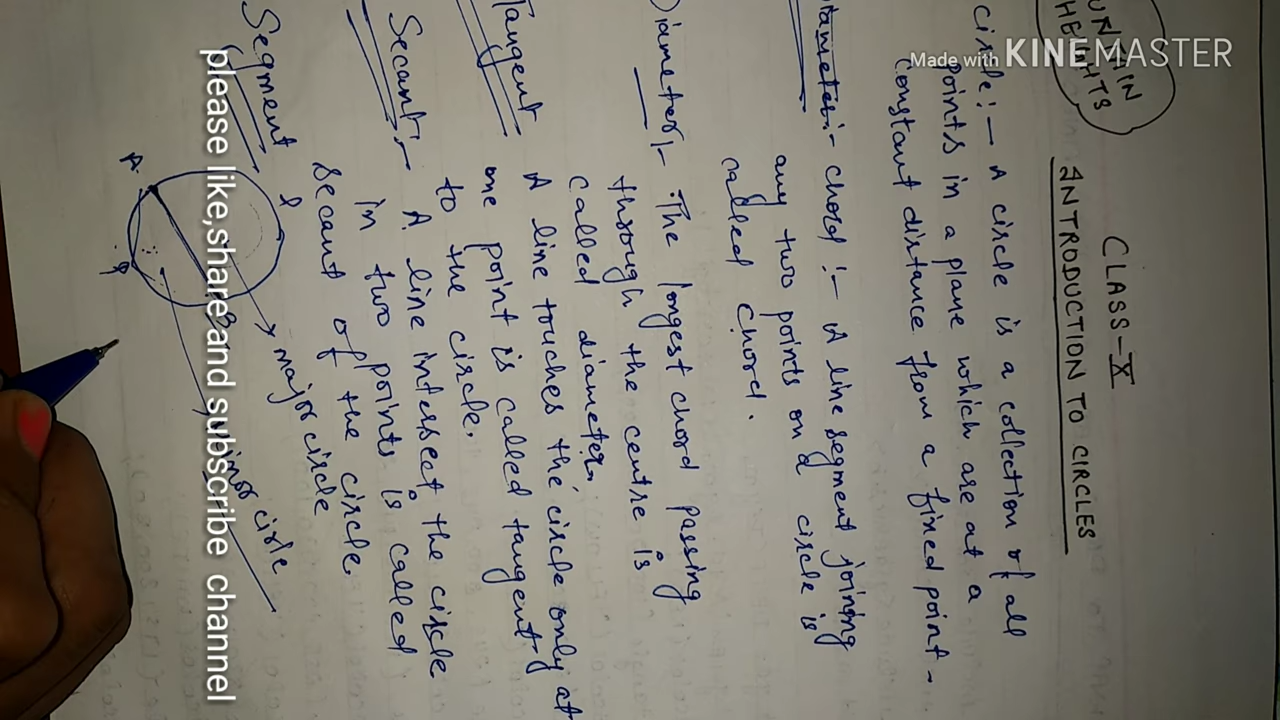 Made with KINEMASTER
CLASS-X
INTRODUCTION TO CIRCLES
circle:- A circle is a collection of all
points in a plane which are at a
constant distance from a fixed point-
chord :- A line segment joining
any two points on a circle is
called chord.
Diameter:- The longest chord passing
through the centre is
called diameter.
Tangent A line touches the circle only at
one point is called tangent
to the circle.
Secant:- A line intersect the circle
in two points is called
secant of the circle.
Segment
major circle
minor circle
A
B
please like,share and subscribe channel